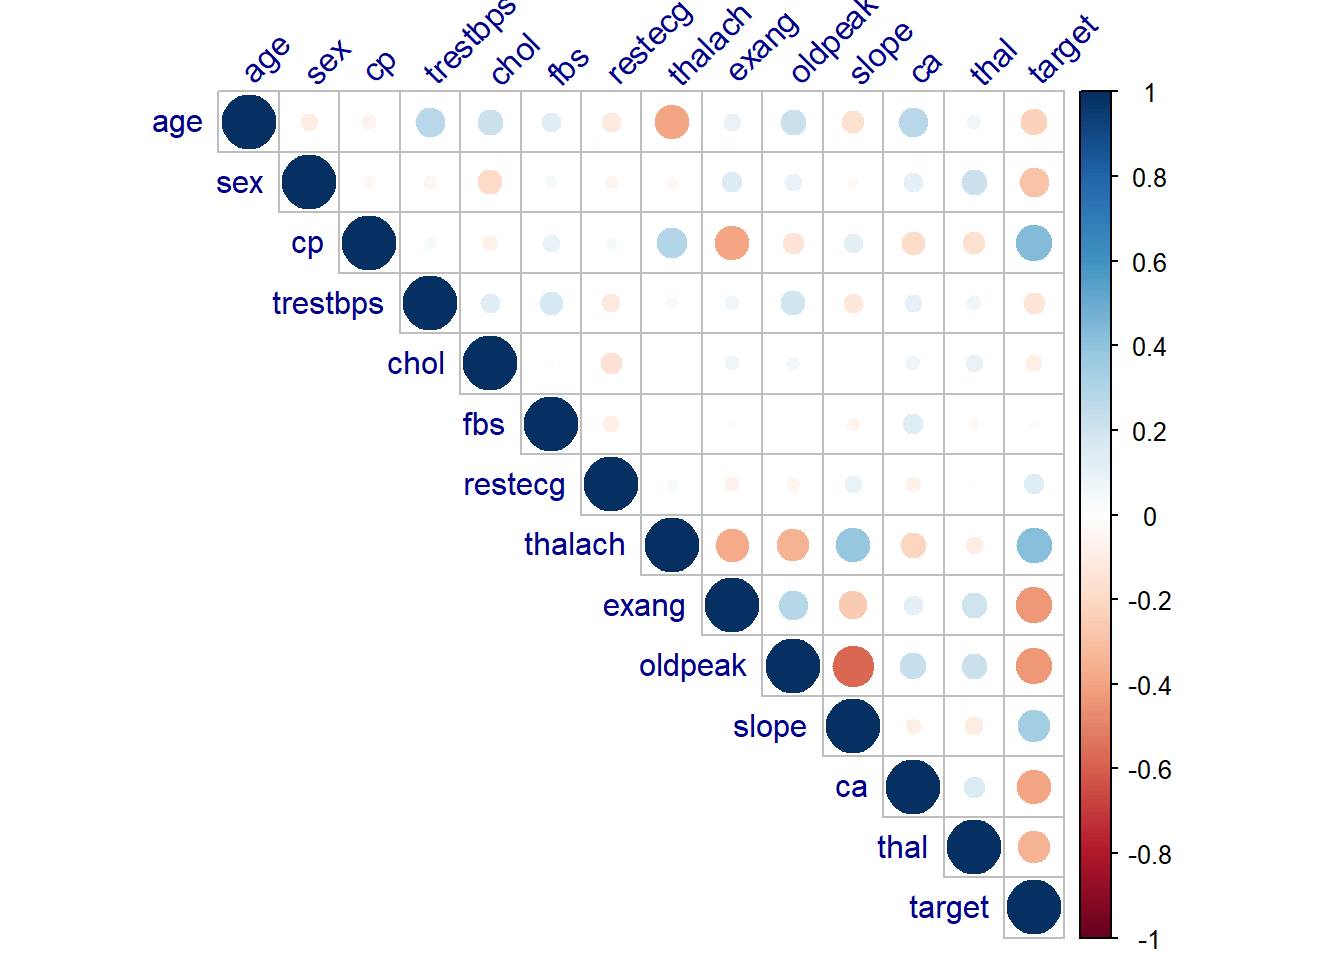 age sex cp trestbps chol fbs restecg thalach exang oldpeak slope ca thal target
age
sex
cp
trestbps
chol
fbs
restecg
thalach
exang
oldpeak
slope
ca
thal
target
1
0.8
0.6
0.4
0.2
0
-0.2
-0.4
-0.6
-0.8
-1